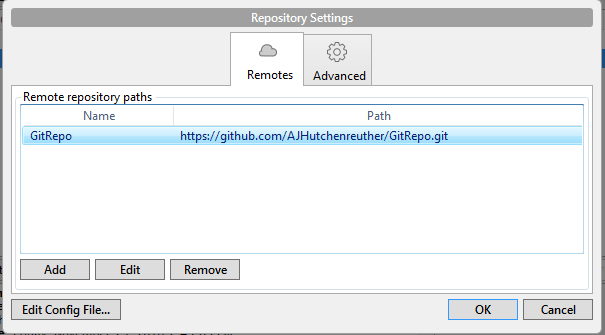 Repository Settings
Remotes
Advanced
Remote repository paths
Name Path
GitRepo https://github.com/AJHutchenreuther/GitRepo.git
Add Edit Remove
Edit Config File... OK Cancel